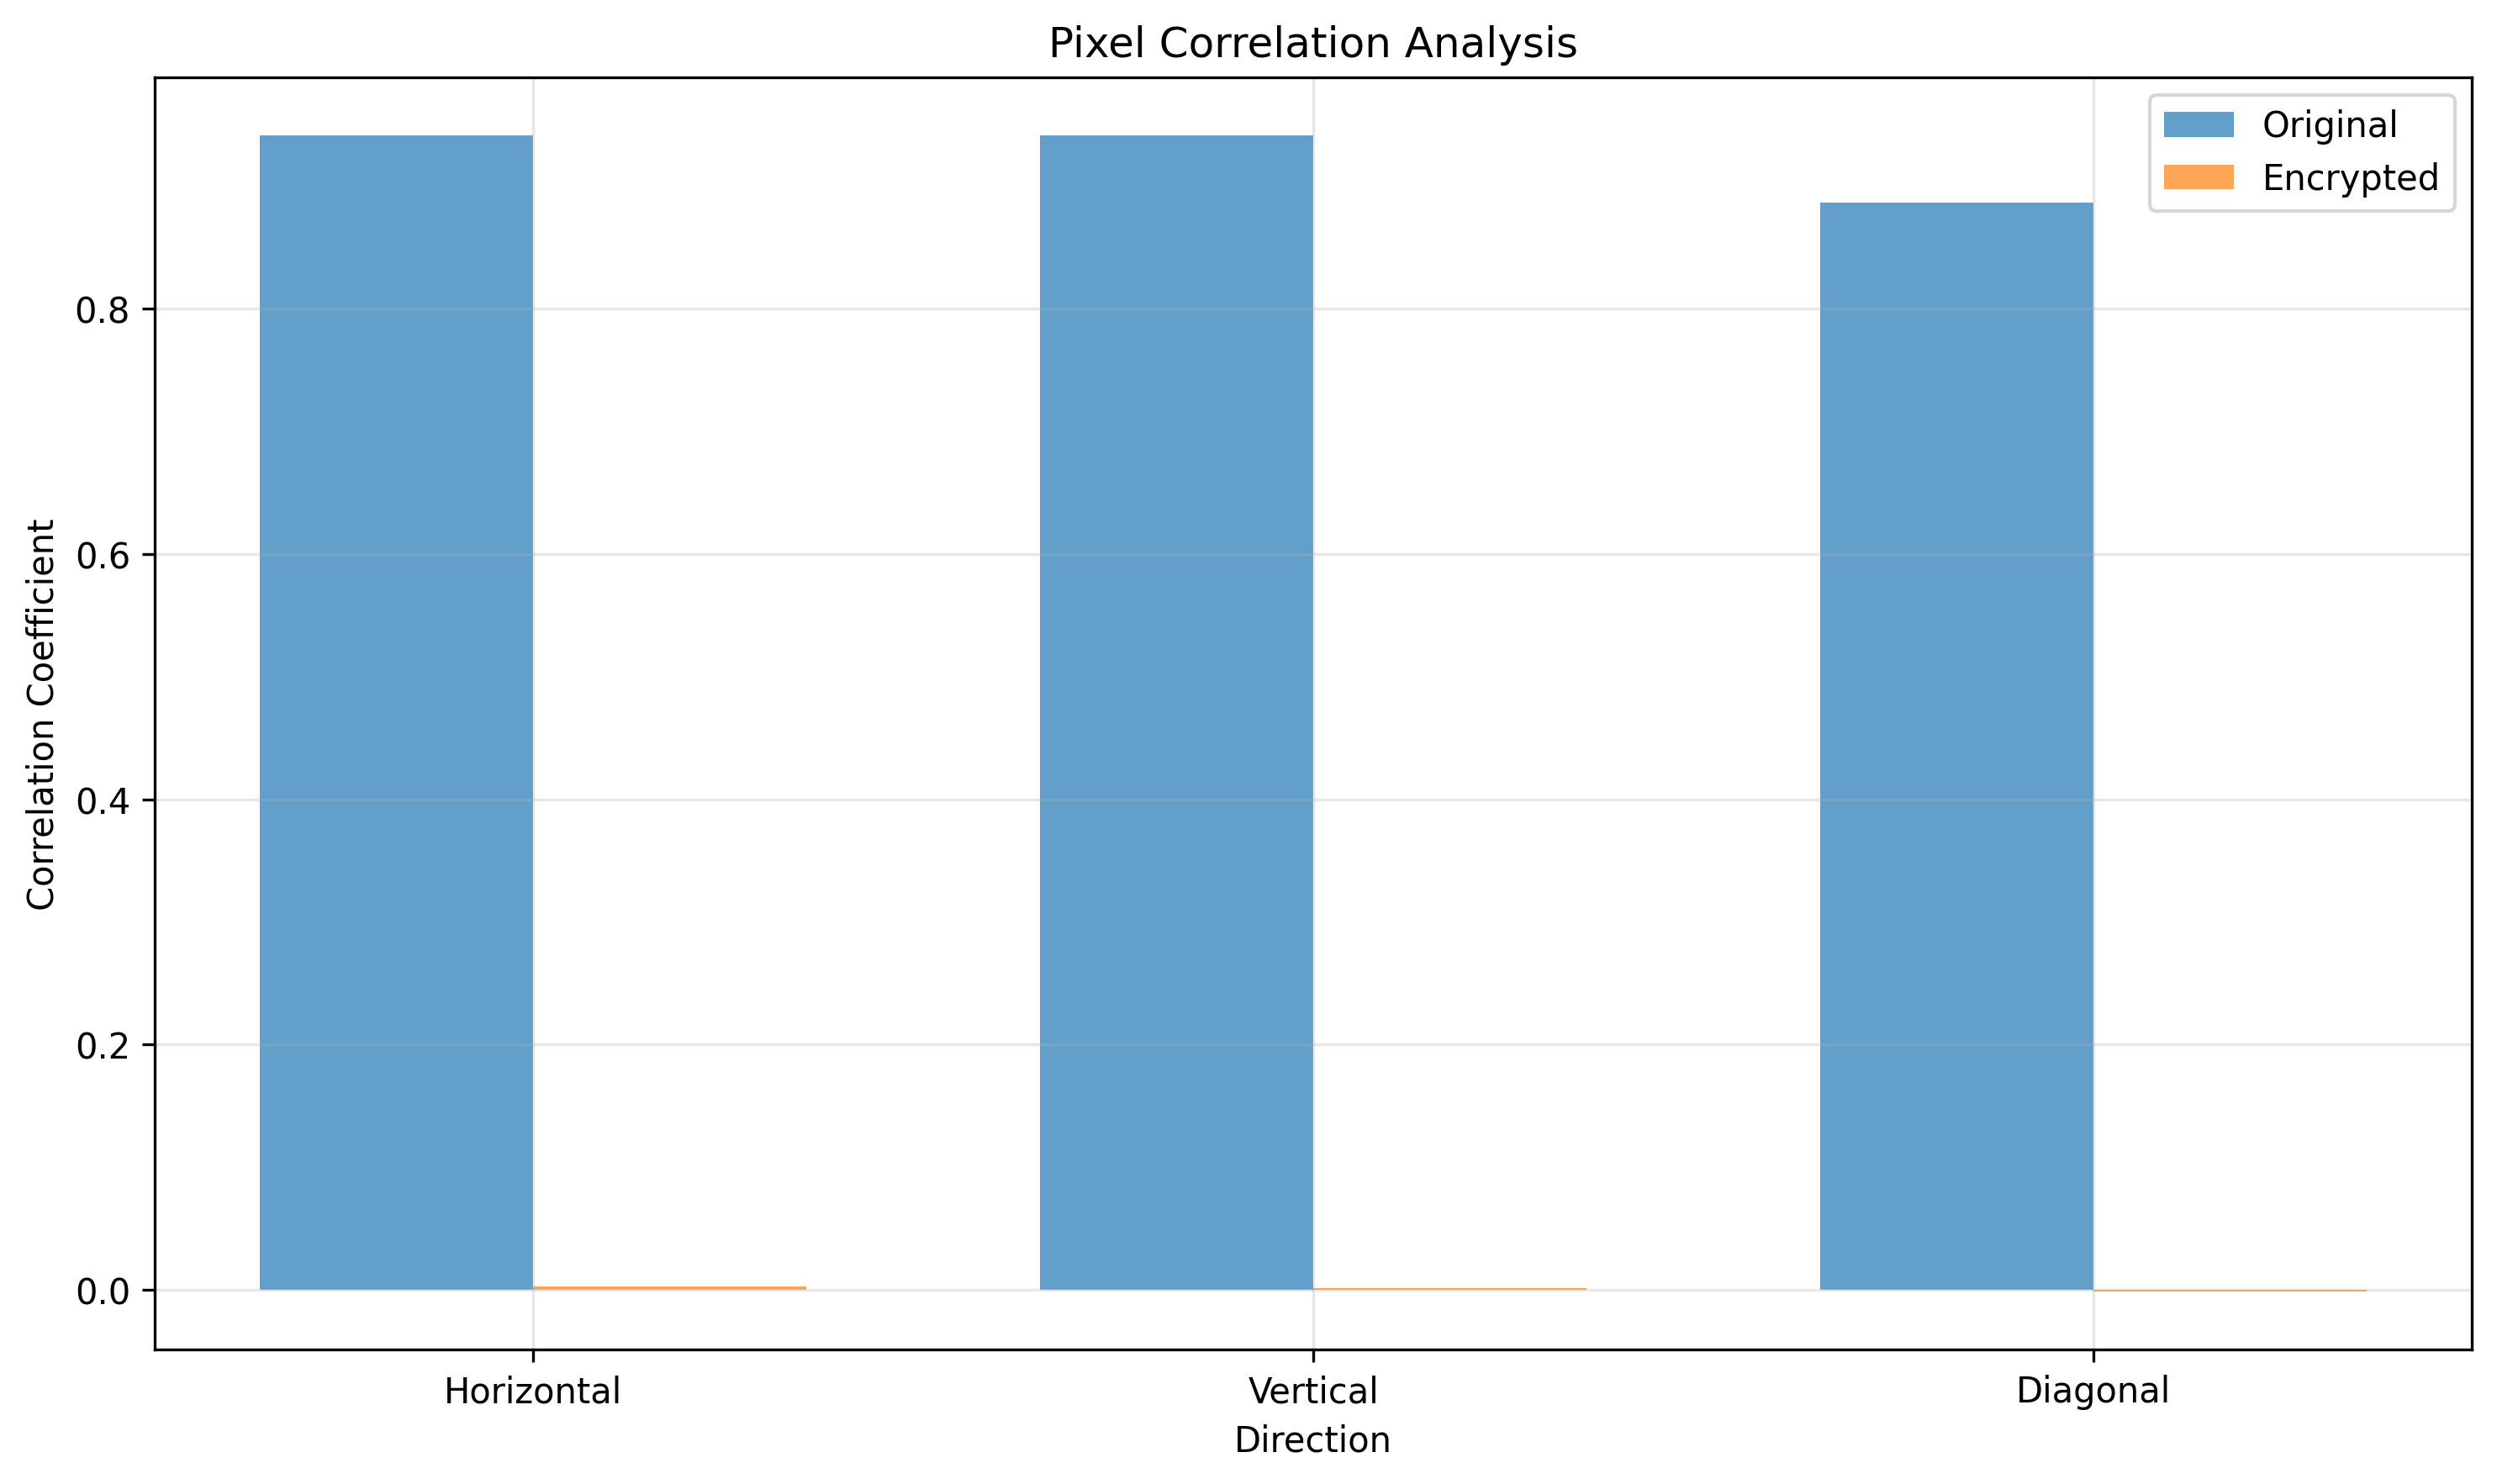 Pixel Correlation Analysis
Original
Encrypted
Correlation Coefficient
0.8
0.6
0.4
0.2
0.0
Horizontal
Vertical
Diagonal
Direction